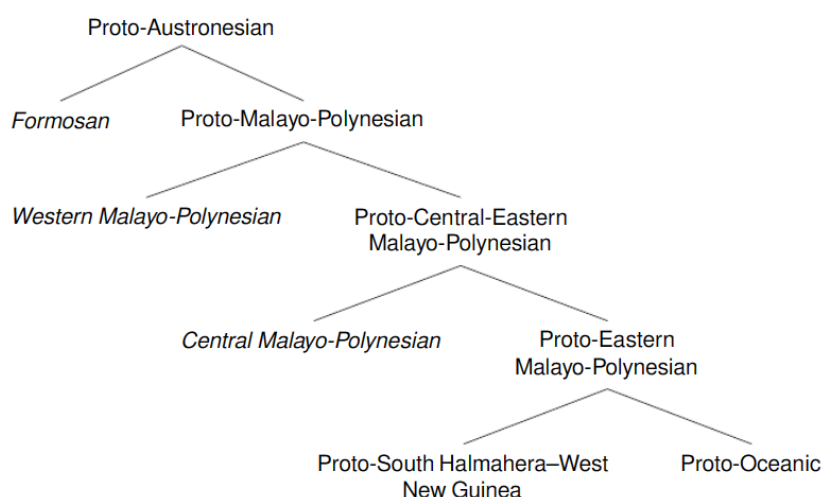 Proto-Austronesian
Formosan
Proto-Malayo-Polynesian
Western Malayo-Polynesian
Proto-Central-Eastern
Malayo-Polynesian
Central Malayo-Polynesian
Proto-Eastern
Malayo-Polynesian
Proto-South Halmahera–West
New Guinea
Proto-Oceanic